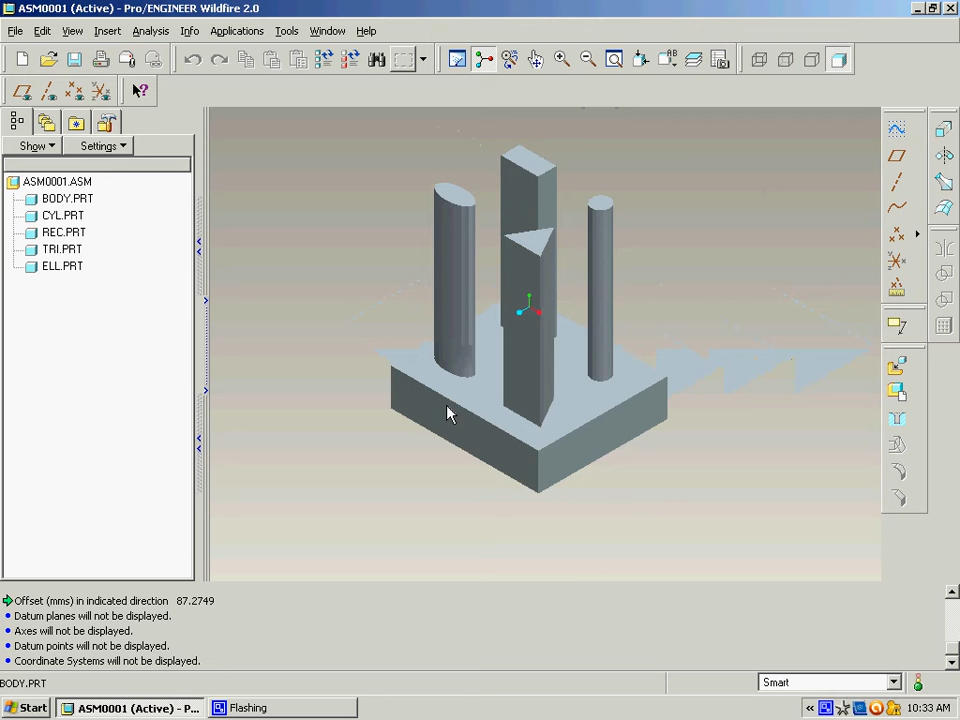 ASM0001 (Active) - Pro/ENGINEER Wildfire 2.0
File Edit View Insert Analysis Info Applications Tools Window Help
Show Settings
ASM0001.ASM
BODY.PRT
CYL.PRT
REC.PRT
TRI.PRT
ELL.PRT
Offset (mms) in indicated direction 87.2749
Datum planes will not be displayed.
Axes will not be displayed.
Datum points will not be displayed.
Coordinate Systems will not be displayed.
BODY.PRT Smart
Start ASM0001 (Active) - P... Flashing « 10:33 AM